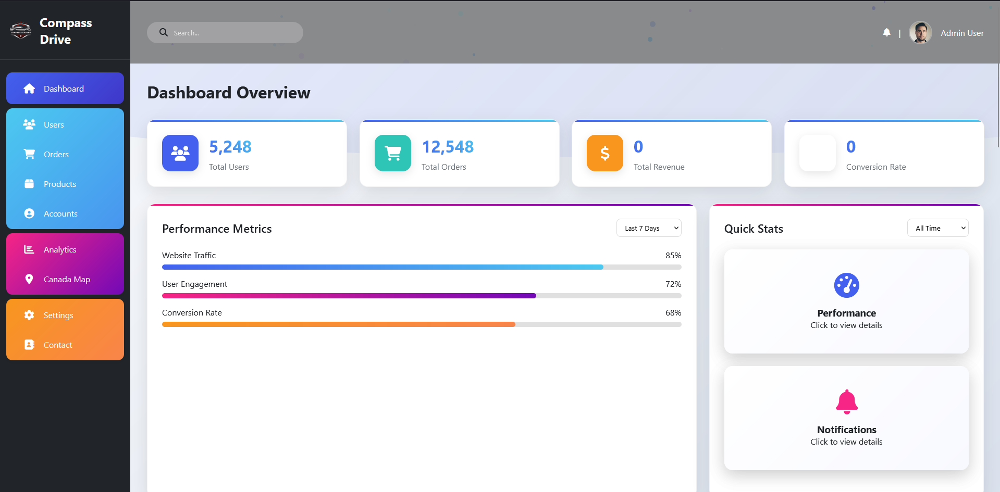 Compass
Drive
Search...
|
Admin User
Dashboard
Users
Orders
Products
Accounts
Analytics
Canada Map
Settings
Contact
Dashboard Overview
5,248
Total Users
12,548
Total Orders
0
Total Revenue
0
Conversion Rate
Performance Metrics
Last 7 Days
Website Traffic 85%
User Engagement 72%
Conversion Rate 68%
Quick Stats
All Time
Performance
Click to view details
Notifications
Click to view details